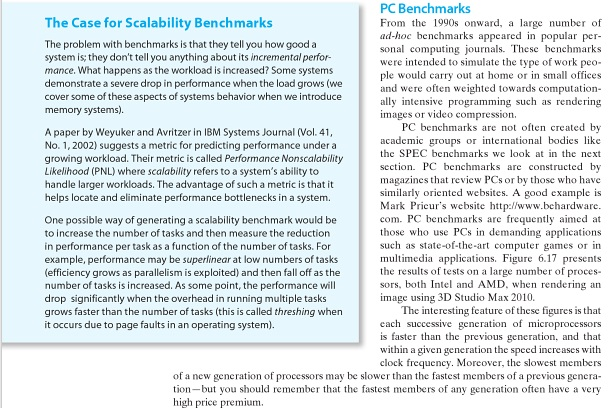 The Case for Scalability Benchmarks
The problem with benchmarks is that they tell you how good a
system is; they don't tell you anything about its incremental perfor-
mance. What happens as the workload is increased? Some systems
demonstrate a severe drop in performance when the load grows (we
cover some of these aspects of systems behavior when we introduce
memory systems).
A paper by Weyuker and Avritzer in IBM Systems Journal (Vol. 41,
No. 1, 2002) suggests a metric for predicting performance under a
growing workload. Their metric is called Performance Nonscalability
Likelihood (PNL) where scalability refers to a system's ability to
handle larger workloads. The advantage of such a metric is that it
helps locate and eliminate performance bottlenecks in a system.
One possible way of generating a scalability benchmark would be
to increase the number of tasks and then measure the reduction
in performance per task as a function of the number of tasks. For
example, performance may be superlinear at low numbers of tasks
(efficiency grows as parallelism is exploited) and then fall off as the
number of tasks is increased. As some point, the performance will
drop significantly when the overhead in running multiple tasks
grows faster than the number of tasks (this is called threshing when
it occurs due to page faults in an operating system).
PC Benchmarks
From the 1990s onward, a large number of
ad-hoc benchmarks appeared in popular per-
sonal computing journals. These benchmarks
were intended to simulate the type of work peo-
ple would carry out at home or in small offices
and were often weighted towards computation-
ally intensive programming such as rendering
images or video compression.
PC benchmarks are not often created by
academic groups or international bodies like
the SPEC benchmarks we look at in the next
section. PC benchmarks are constructed by
magazines that review PCs or by those who have
similarly oriented websites. A good example is
Mark Prieur's website http://www.behardware.
com. PC benchmarks are frequently aimed at
those who use PCs in demanding applications
such as state-of-the-art computer games or in
multimedia applications. Figure 6.17 presents
the results of tests on a large number of proces-
sors, both Intel and AMD, when rendering an
image using 3D Studio Max 2010.
The interesting feature of these figures is that
each successive generation of microprocessors
is faster than the previous generation, and that
within a given generation the speed increases with
clock frequency. Moreover, the slowest members
of a new generation of processors may be slower than the fastest members of a previous genera-
tion—but you should remember that the fastest members of any generation often have a very
high price premium.